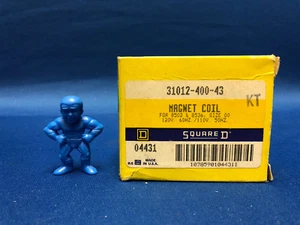 31012-400-43
MAGNET COIL
KT
FOR 8502 & 8536, SIZE 00
120V. 60HZ./110V. 50HZ.
D SQUARE D
04431
MADE
IN U.S.A.
10785901044311